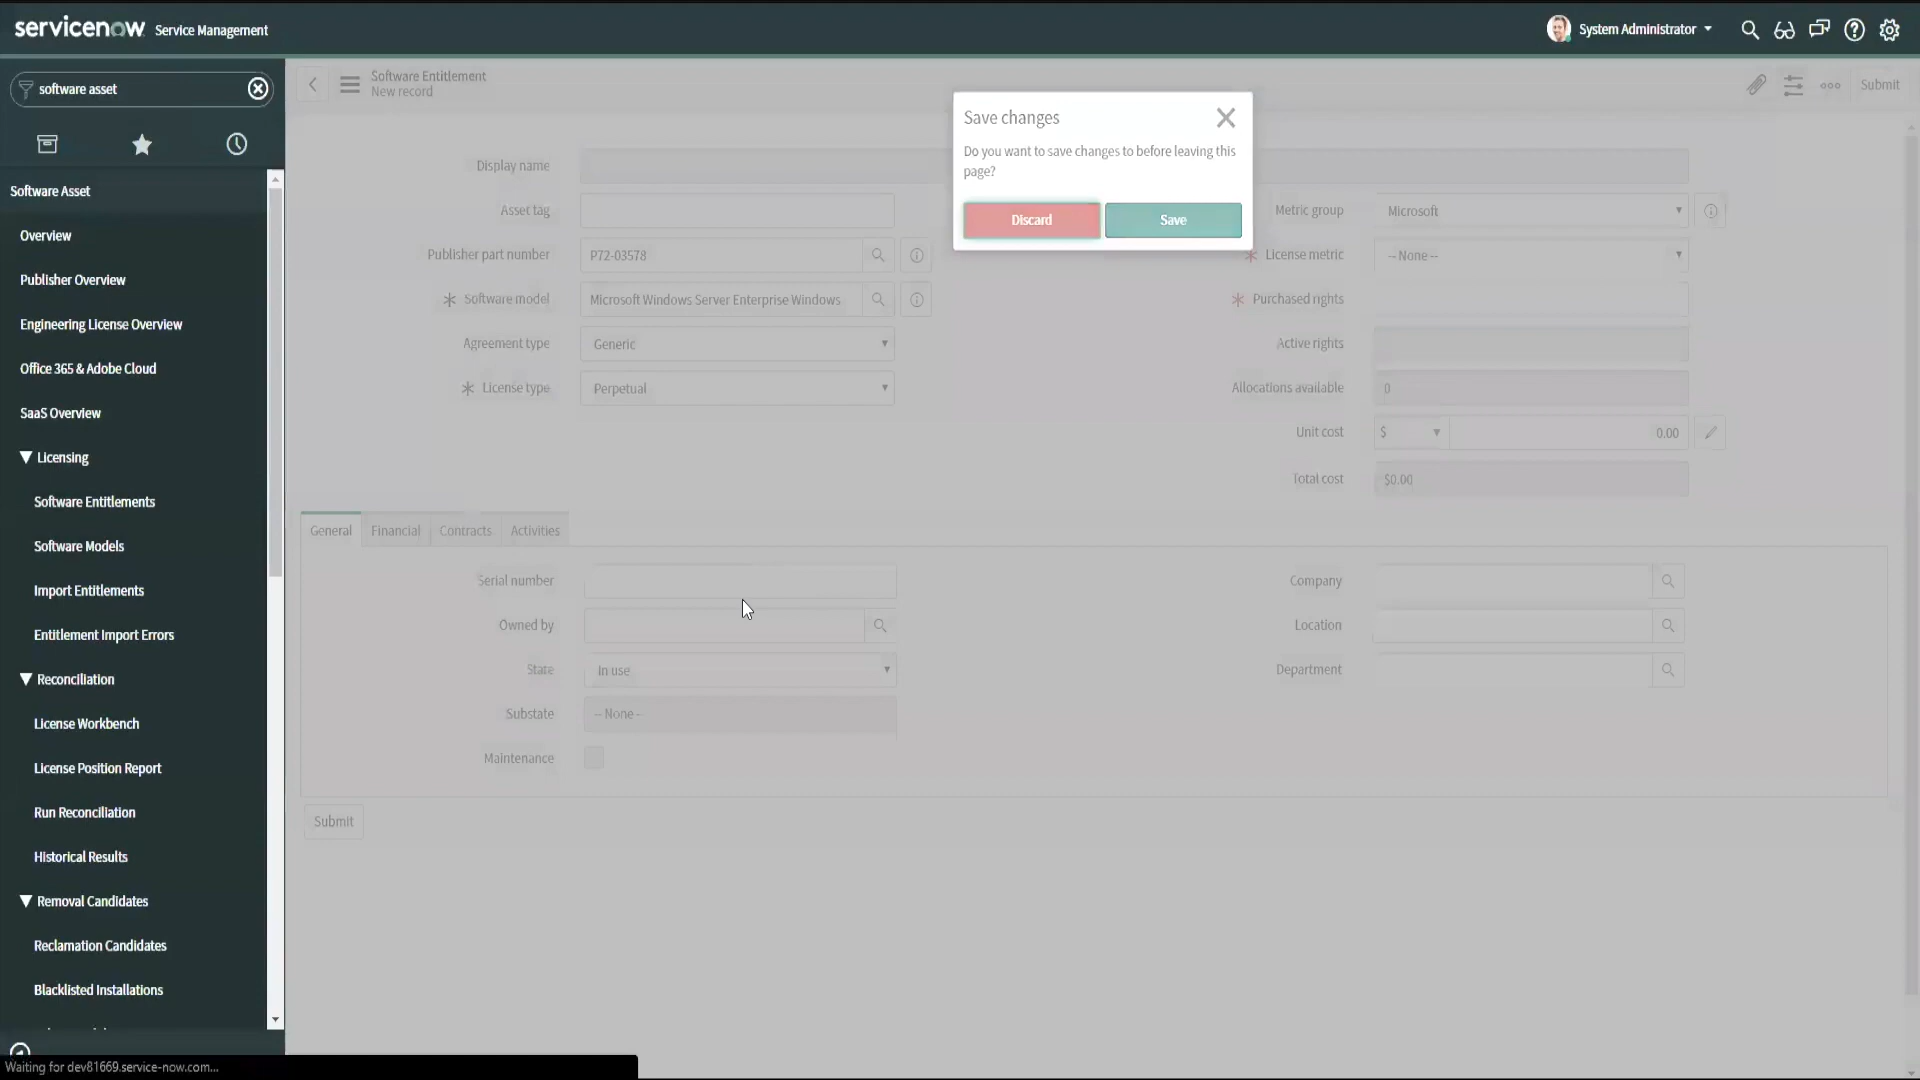 servicenow Service Management
System Administrator
software asset
Software Asset
Overview
Publisher Overview
Engineering License Overview
Office 365 & Adobe Cloud
SaaS Overview
Licensing
Software Entitlements
Software Models
Import Entitlements
Entitlement Import Errors
Reconciliation
License Workbench
License Position Report
Run Reconciliation
Historical Results
Removal Candidates
Reclamation Candidates
Blacklisted Installations
Software Entitlement
New record
Submit
Save changes
Do you want to save changes to before leaving this
page?
Discard
Save
Display name
Asset tag
Publisher part number P72-03578
Software model Microsoft Windows Server Enterprise Windows
Agreement type Generic
License type Perpetual
Metric group Microsoft
License metric -- None --
Purchased rights
Active rights
Allocations available 0
Unit cost $ 0.00
Total cost $0.00
General Financial Contracts Activities
Serial number
Owned by
State In use
Substate -- None --
Maintenance
Company
Location
Department
Submit
Waiting for dev81669.service-now.com...